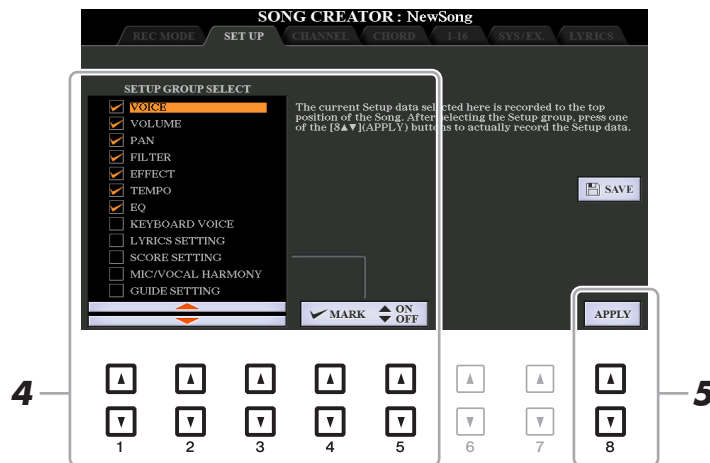 SONG CREATOR : NewSong
REC MODE SET UP CHANNEL CHORD 1-16 SYS/EX. LYRICS
SETUP GROUP SELECT
VOICE
VOLUME
PAN
FILTER
EFFECT
TEMPO
EQ
KEYBOARD VOICE
LYRICS SETTING
SCORE SETTING
MIC/VOCAL HARMONY
GUIDE SETTING
The current Setup data selected here is recorded to the top
position of the Song. After selecting the Setup group, press one
of the [8▲▼](APPLY) buttons to actually record the Setup data.
SAVE
MARK ▲ ON
▼ OFF
APPLY
4
5
1 2 3 4 5 6 7 8